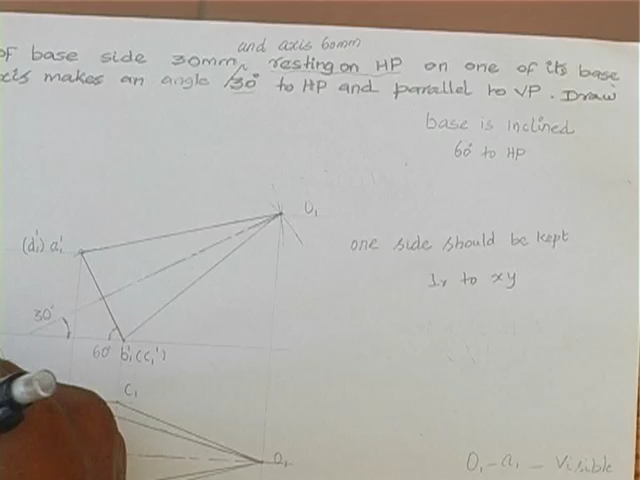 and axis 60mm
of base side 30mm, resting on HP on one of its base
xis makes an angle 30° to HP and parallel to VP. Draw
base is inclined
60° to HP
O₁'
(d₁') a₁'
one side should be kept
⊥r to xy
30°
60° b₁'(c₁')
C₁
O₁
O₁-a₁ - Visible